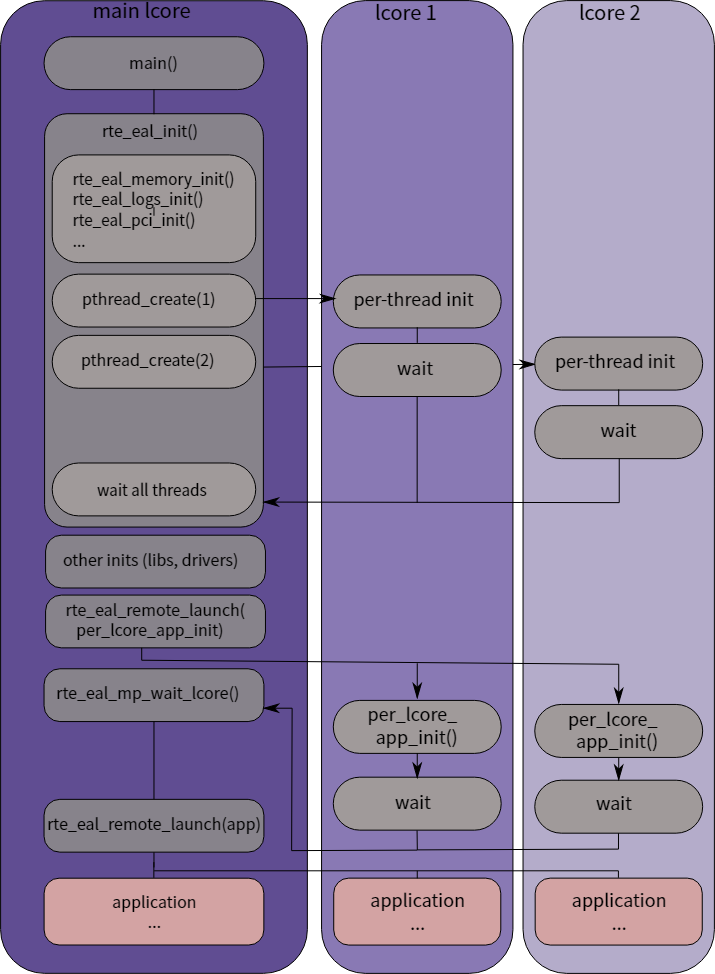 main lcore
lcore 1
lcore 2
main()
rte_eal_init()
rte_eal_memory_init()
rte_eal_logs_init()
rte_eal_pci_init()
...
pthread_create(1)
per-thread init
pthread_create(2)
wait
per-thread init
wait
wait all threads
other inits (libs, drivers)
rte_eal_remote_launch(
per_lcore_app_init)
rte_eal_mp_wait_lcore()
per_lcore_
app_init()
per_lcore_
app_init()
wait
wait
rte_eal_remote_launch(app)
application
...
application
...
application
...